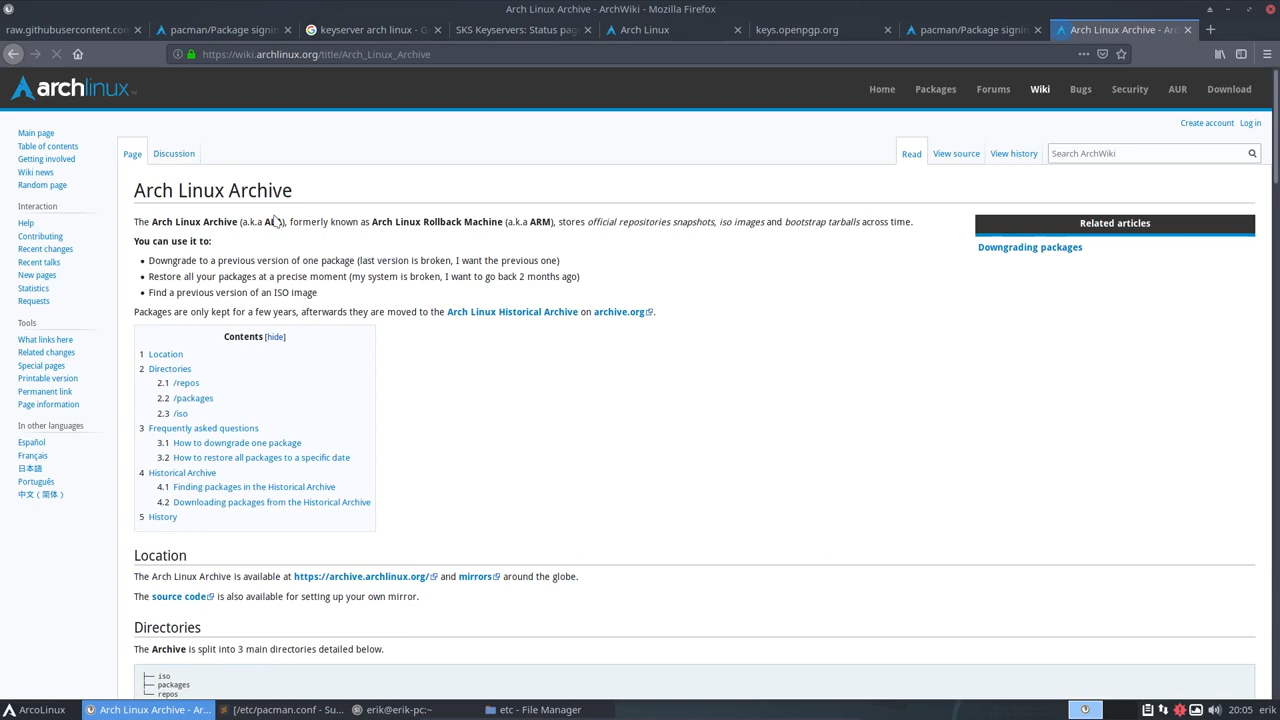 Arch Linux Archive - ArchWiki - Mozilla Firefox
raw.githubusercontent.com
pacman/Package signin
keyserver arch linux - G
SKS Keyservers: Status pag
Arch Linux
keys.openpgp.org
pacman/Package signin
Arch Linux Archive - Arc
https://wiki.archlinux.org/title/Arch_Linux_Archive
archlinux
Home Packages Forums Wiki Bugs Security AUR Download
Create account Log in
Page Discussion Read View source View history Search ArchWiki
Main page
Table of contents
Getting involved
Wiki news
Random page
Interaction
Help
Contributing
Recent changes
Recent talks
New pages
Statistics
Requests
Tools
What links here
Related changes
Special pages
Printable version
Permanent link
Page information
In other languages
Español
Français
日本語
Português
中文（简体）
Arch Linux Archive
The Arch Linux Archive (a.k.a ALA), formerly known as Arch Linux Rollback Machine (a.k.a ARM), stores official repositories snapshots, iso images and bootstrap tarballs across time.
You can use it to:
• Downgrade to a previous version of one package (last version is broken, I want the previous one)
• Restore all your packages at a precise moment (my system is broken, I want to go back 2 months ago)
• Find a previous version of an ISO image
Packages are only kept for a few years, afterwards they are moved to the Arch Linux Historical Archive on archive.org.
Related articles
Downgrading packages
Contents [hide]
1 Location
2 Directories
2.1 /repos
2.2 /packages
2.3 /iso
3 Frequently asked questions
3.1 How to downgrade one package
3.2 How to restore all packages to a specific date
4 Historical Archive
4.1 Finding packages in the Historical Archive
4.2 Downloading packages from the Historical Archive
5 History
Location
The Arch Linux Archive is available at https://archive.archlinux.org/ and mirrors around the globe.
The source code is also available for setting up your own mirror.
Directories
The Archive is split into 3 main directories detailed below.
├── iso
├── packages
└── repos
ArcoLinux
Arch Linux Archive - Ar...
[/etc/pacman.conf - Su...
erik@erik-pc:~
etc - File Manager
20:05 erik